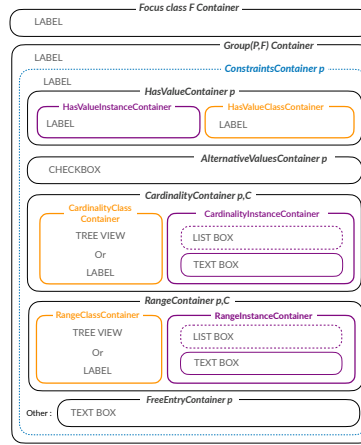 Focus class F Container
LABEL
Group(P,F) Container
LABEL
ConstraintsContainer p
LABEL
HasValueContainer p
HasValueInstanceContainer
HasValueClassContainer
LABEL
LABEL
AlternativeValuesContainer p
CHECKBOX
CardinalityContainer p,C
CardinalityClass
Container
CardinalityInstanceContainer
TREE VIEW
LIST BOX
Or
TEXT BOX
LABEL
RangeContainer p,C
RangeClassContainer
RangeInstanceContainer
TREE VIEW
LIST BOX
Or
TEXT BOX
LABEL
FreeEntryContainer p
Other :
TEXT BOX